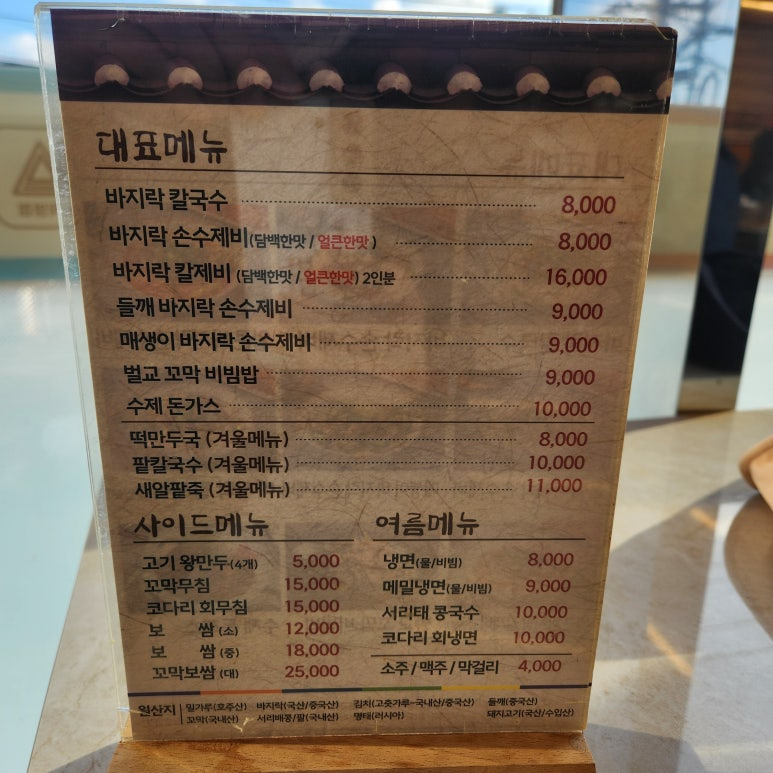 대표메뉴
바지락 칼국수 8,000
바지락 손수제비(담백한맛 / 얼큰한맛 ) 8,000
바지락 칼제비 (담백한맛 / 얼큰한맛) 2인분 16,000
들깨 바지락 손수제비 9,000
매생이 바지락 손수제비 9,000
벌교 꼬막 비빔밥 9,000
수제 돈가스 10,000
떡만두국 (겨울메뉴) 8,000
팥칼국수 (겨울메뉴) 10,000
새알팥죽 (겨울메뉴) 11,000
사이드메뉴
고기 왕만두(4개) 5,000
꼬막무침 15,000
코다리 회무침 15,000
보 쌈 (소) 12,000
보 쌈 (중) 18,000
꼬막보쌈 (대) 25,000
여름메뉴
냉면(물/비빔) 8,000
메밀냉면(물/비빔) 9,000
서리태 콩국수 10,000
코다리 회냉면 10,000
소주 / 맥주 / 막걸리 4,000
원산지 밀가루(호주산) 바지락(국산/중국산) 김치(고춧가루-국내산/중국산) 들깨(중국산)
꼬막(국내산) 서리배콩/팥(국내산) 명태(러시아) 돼지고기(국산/수입산)